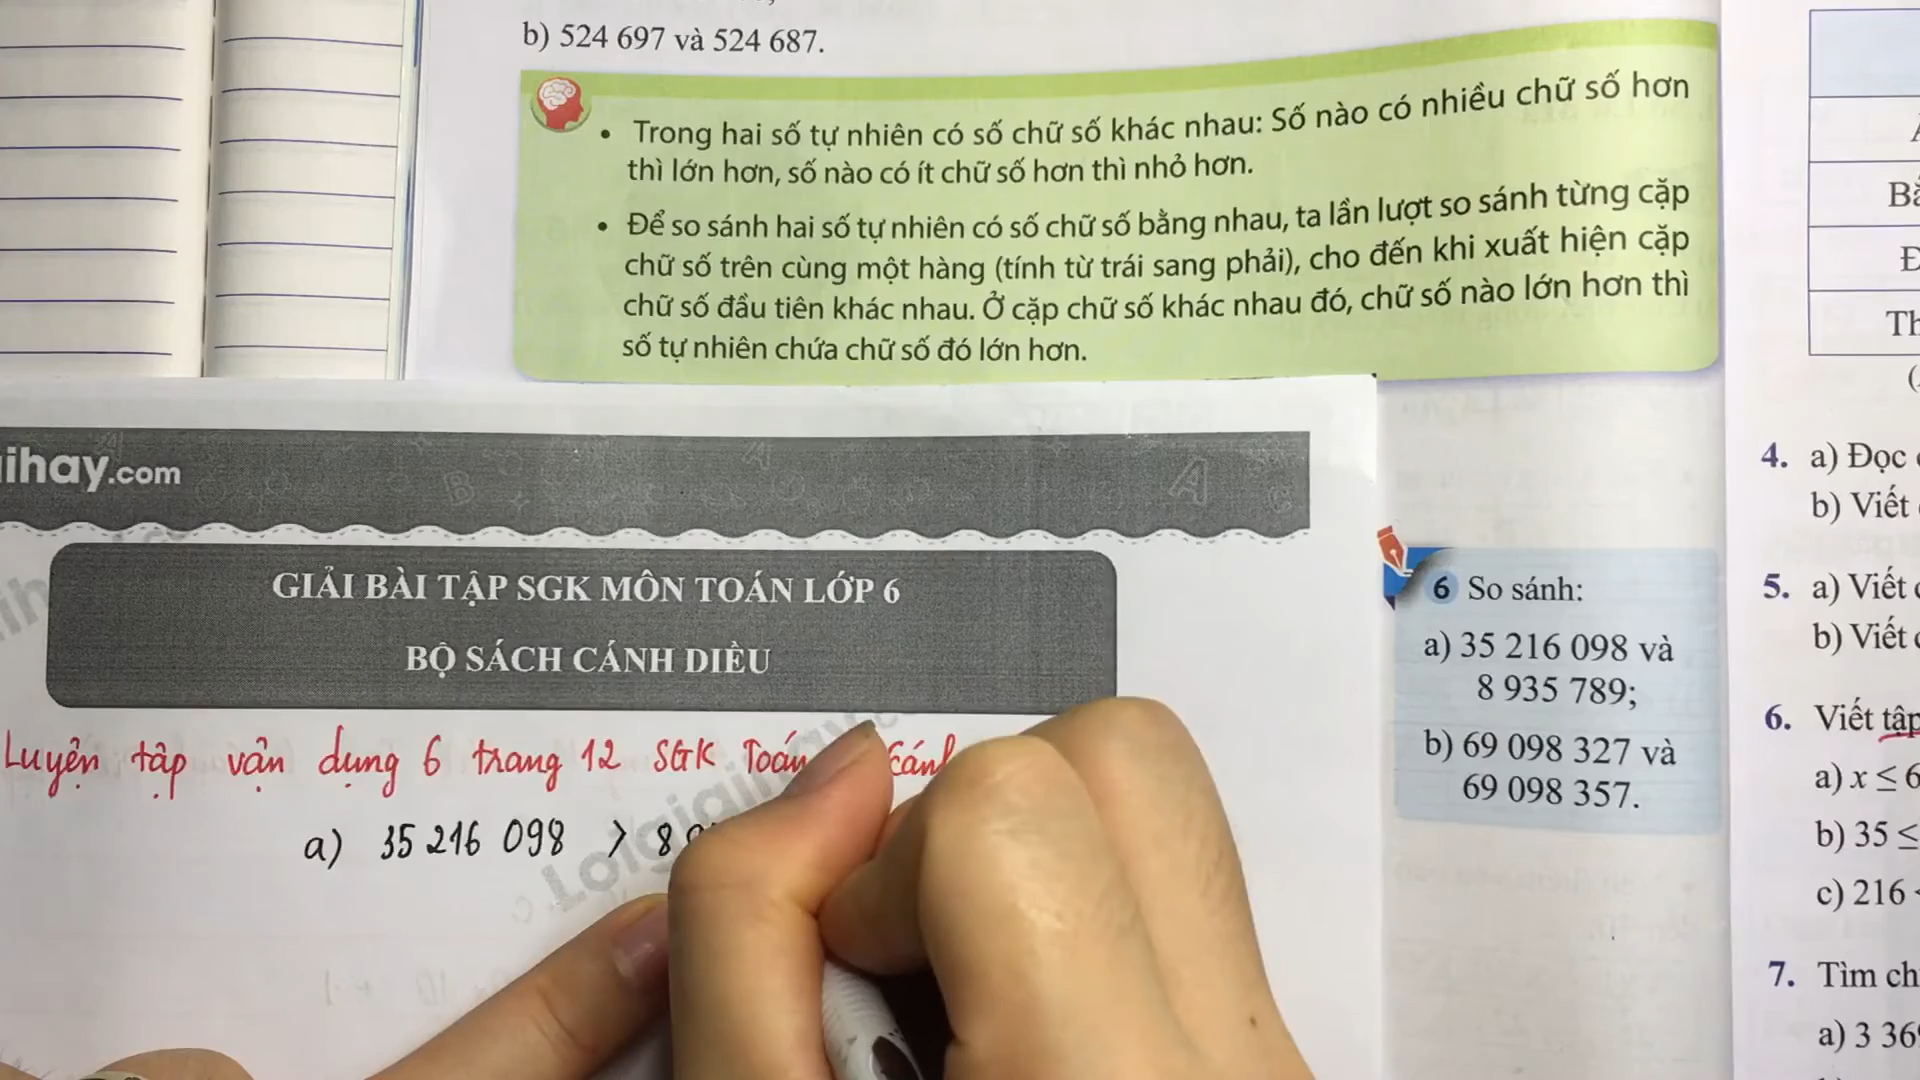 b) 524 697 và 524 687.
• Trong hai số tự nhiên có số chữ số khác nhau: Số nào có nhiều chữ số hơn
thì lớn hơn, số nào có ít chữ số hơn thì nhỏ hơn.
• Để so sánh hai số tự nhiên có số chữ số bằng nhau, ta lần lượt so sánh từng cặp
chữ số trên cùng một hàng (tính từ trái sang phải), cho đến khi xuất hiện cặp
chữ số đầu tiên khác nhau. Ở cặp chữ số khác nhau đó, chữ số nào lớn hơn thì
số tự nhiên chứa chữ số đó lớn hơn.
ihay.com
GIẢI BÀI TẬP SGK MÔN TOÁN LỚP 6
BỘ SÁCH CÁNH DIỀU
Luyện tập vận dụng 6 trang 12 SGK Toán Cánh
a) 35 216 098 > 8
6 So sánh:
a) 35 216 098 và
8 935 789;
b) 69 098 327 và
69 098 357.
4. a) Đọc
b) Viết
5. a) Viết
b) Viết
6. Viết tập
a) x ≤ 6
b) 35 ≤
c) 216
7. Tìm ch
a) 3 36